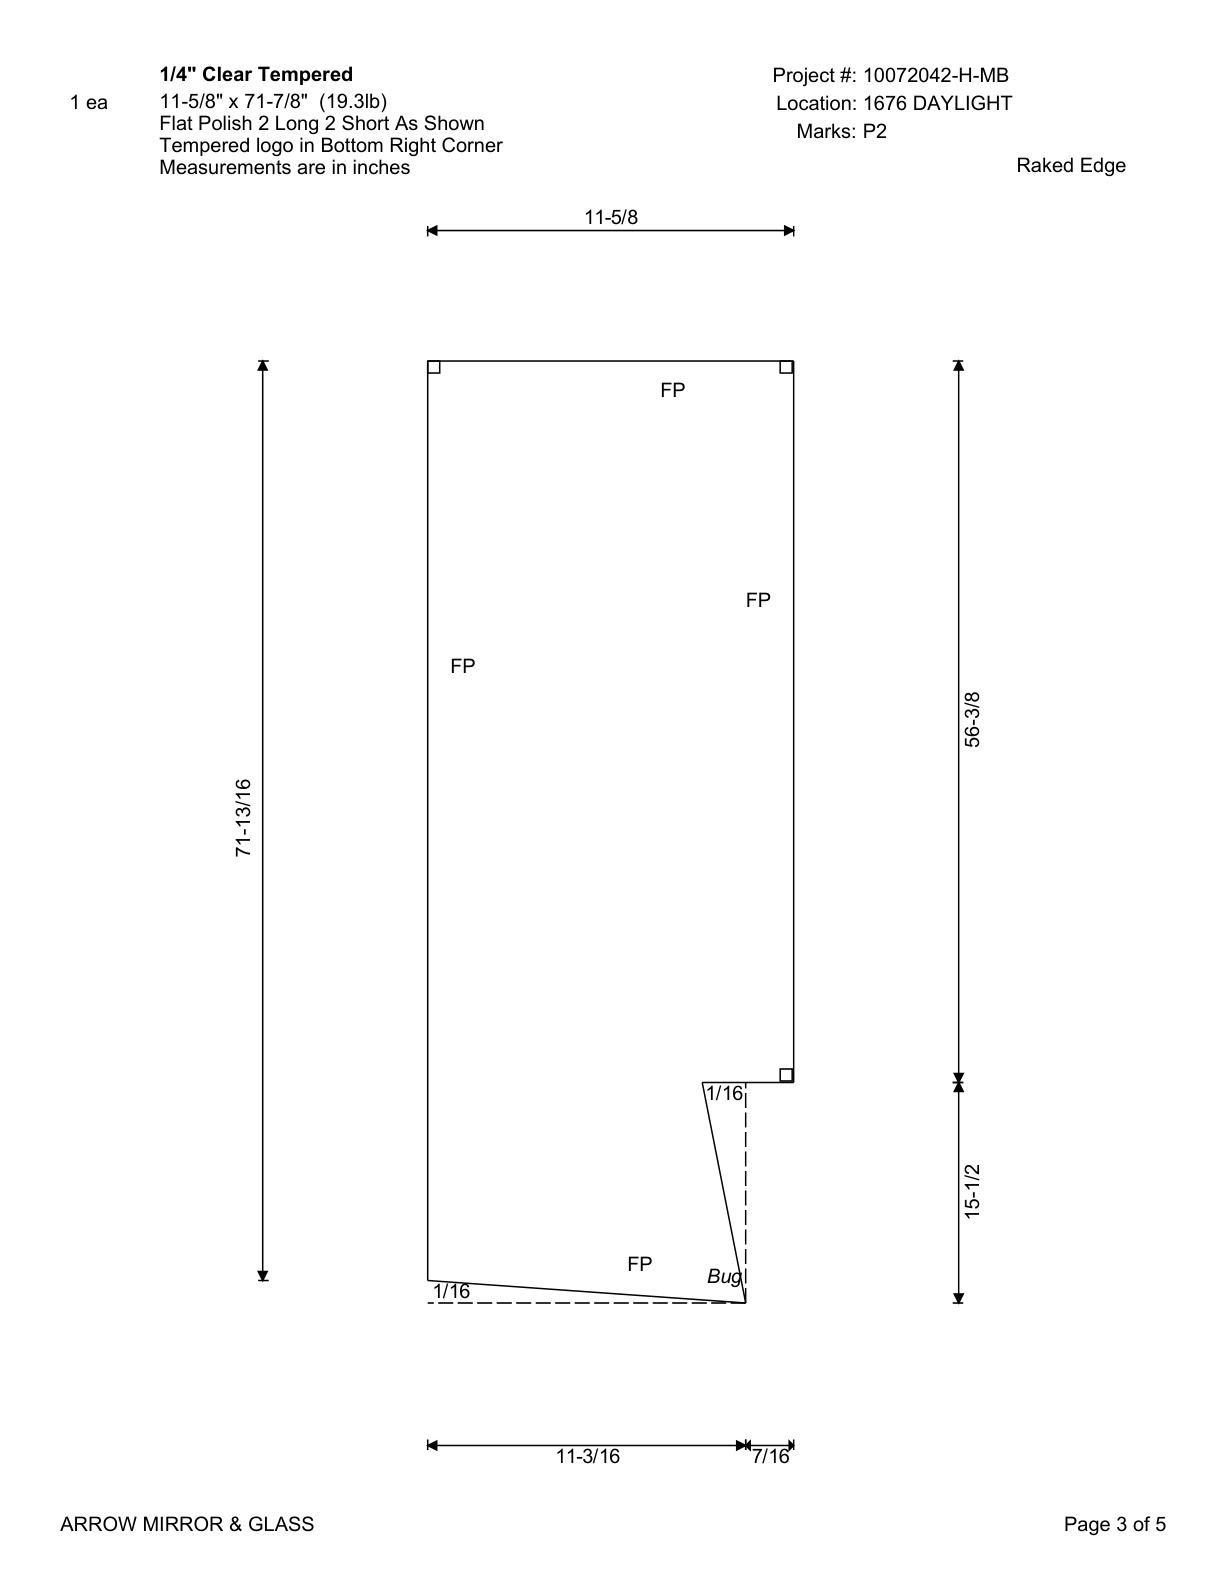 1/4" Clear Tempered
1 ea
11-5/8" x 71-7/8" (19.3lb)
Flat Polish 2 Long 2 Short As Shown
Tempered logo in Bottom Right Corner
Measurements are in inches
Project #: 10072042-H-MB
Location: 1676 DAYLIGHT
Marks: P2
Raked Edge
11-5/8
FP
FP
FP
56-3/8
71-13/16
1/16
15-1/2
FP
Bug
1/16
11-3/16
7/16
ARROW MIRROR & GLASS
Page 3 of 5